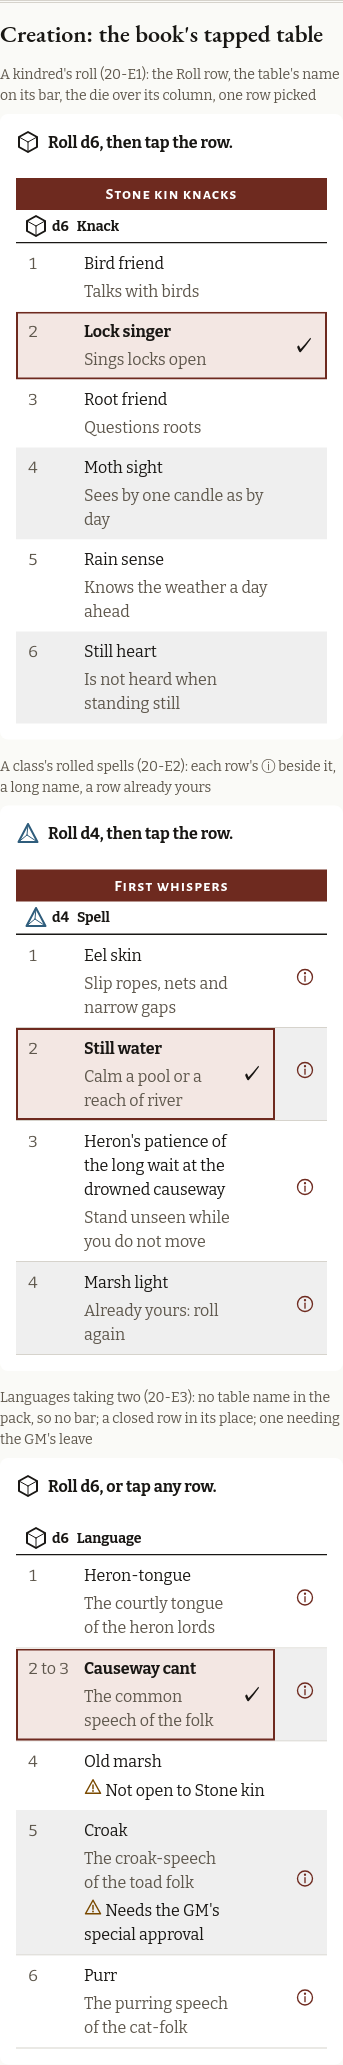 Creation: the book's tapped table
A kindred's roll (20-E1): the Roll row, the table's name
on its bar, the die over its column, one row picked
Roll d6, then tap the row.
Stone kin knacks
d6 Knack
1 Bird friend
Talks with birds
2 Lock singer ✓
Sings locks open
3 Root friend
Questions roots
4 Moth sight
Sees by one candle as by
day
5 Rain sense
Knows the weather a day
ahead
6 Still heart
Is not heard when
standing still
A class's rolled spells (20-E2): each row's ⓘ beside it,
a long name, a row already yours
Roll d4, then tap the row.
First whispers
d4 Spell
1 Eel skin
Slip ropes, nets and
narrow gaps
2 Still water
Calm a pool or a
reach of river
3 Heron's patience of
the long wait at the
drowned causeway
Stand unseen while
you do not move
4 Marsh light
Already yours: roll
again
Languages taking two (20-E3): no table name in the
pack, so no bar; a closed row in its place; one needing
the GM's leave
Roll d6, or tap any row.
d6 Language
1 Heron-tongue
The courtly tongue
of the heron lords
2 to 3 Causeway cant
The common
speech of the folk
4 Old marsh
⚠ Not open to Stone kin
5 Croak
The croak-speech
of the toad folk
⚠ Needs the GM's
special approval
6 Purr
The purring speech
of the cat-folk